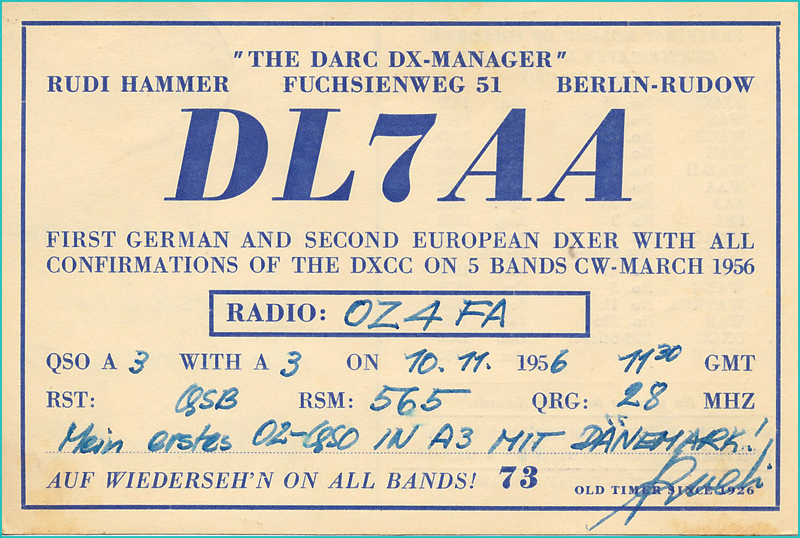 "THE DARC DX-MANAGER"
RUDI HAMMER FUCHSIENWEG 51 BERLIN-RUDOW
DL7AA
FIRST GERMAN AND SECOND EUROPEAN DXER WITH ALL
CONFIRMATIONS OF THE DXCC ON 5 BANDS CW-MARCH 1956
RADIO: OZ4FA
QSO A 3 WITH A 3 ON 10.11. 1956 1130 GMT
RST: QSB RSM: 565 QRG: 28 MHZ
Mein erstes OZ-QSO IN A3 MIT DÄNEMARK!
AUF WIEDERSEH'N ON ALL BANDS! 73 OLD TIMER SINCE 1926
Rudi